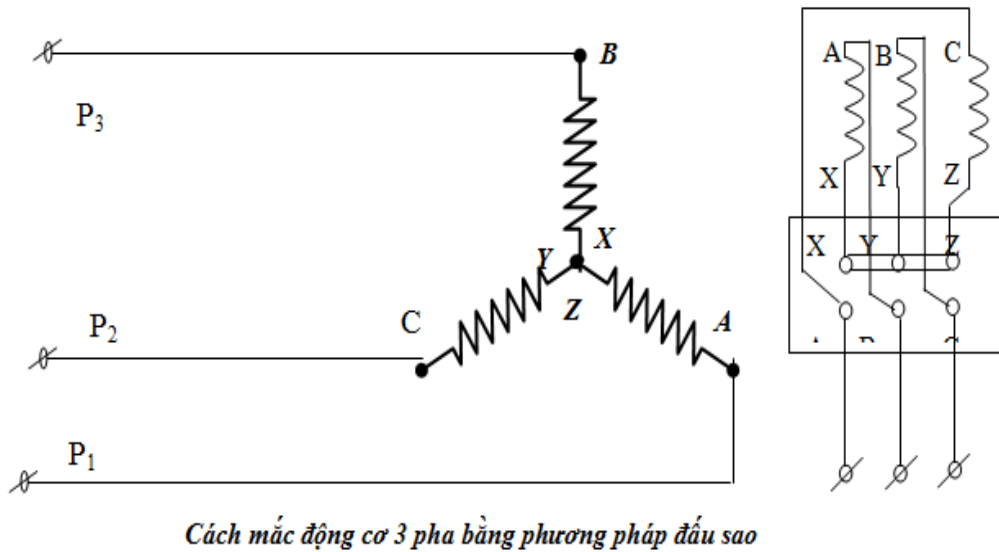 B
P3
X
Y
Z
C
A
P2
P1
A B C
X Y Z
X Y Z
Cách mắc động cơ 3 pha bằng phương pháp đấu sao